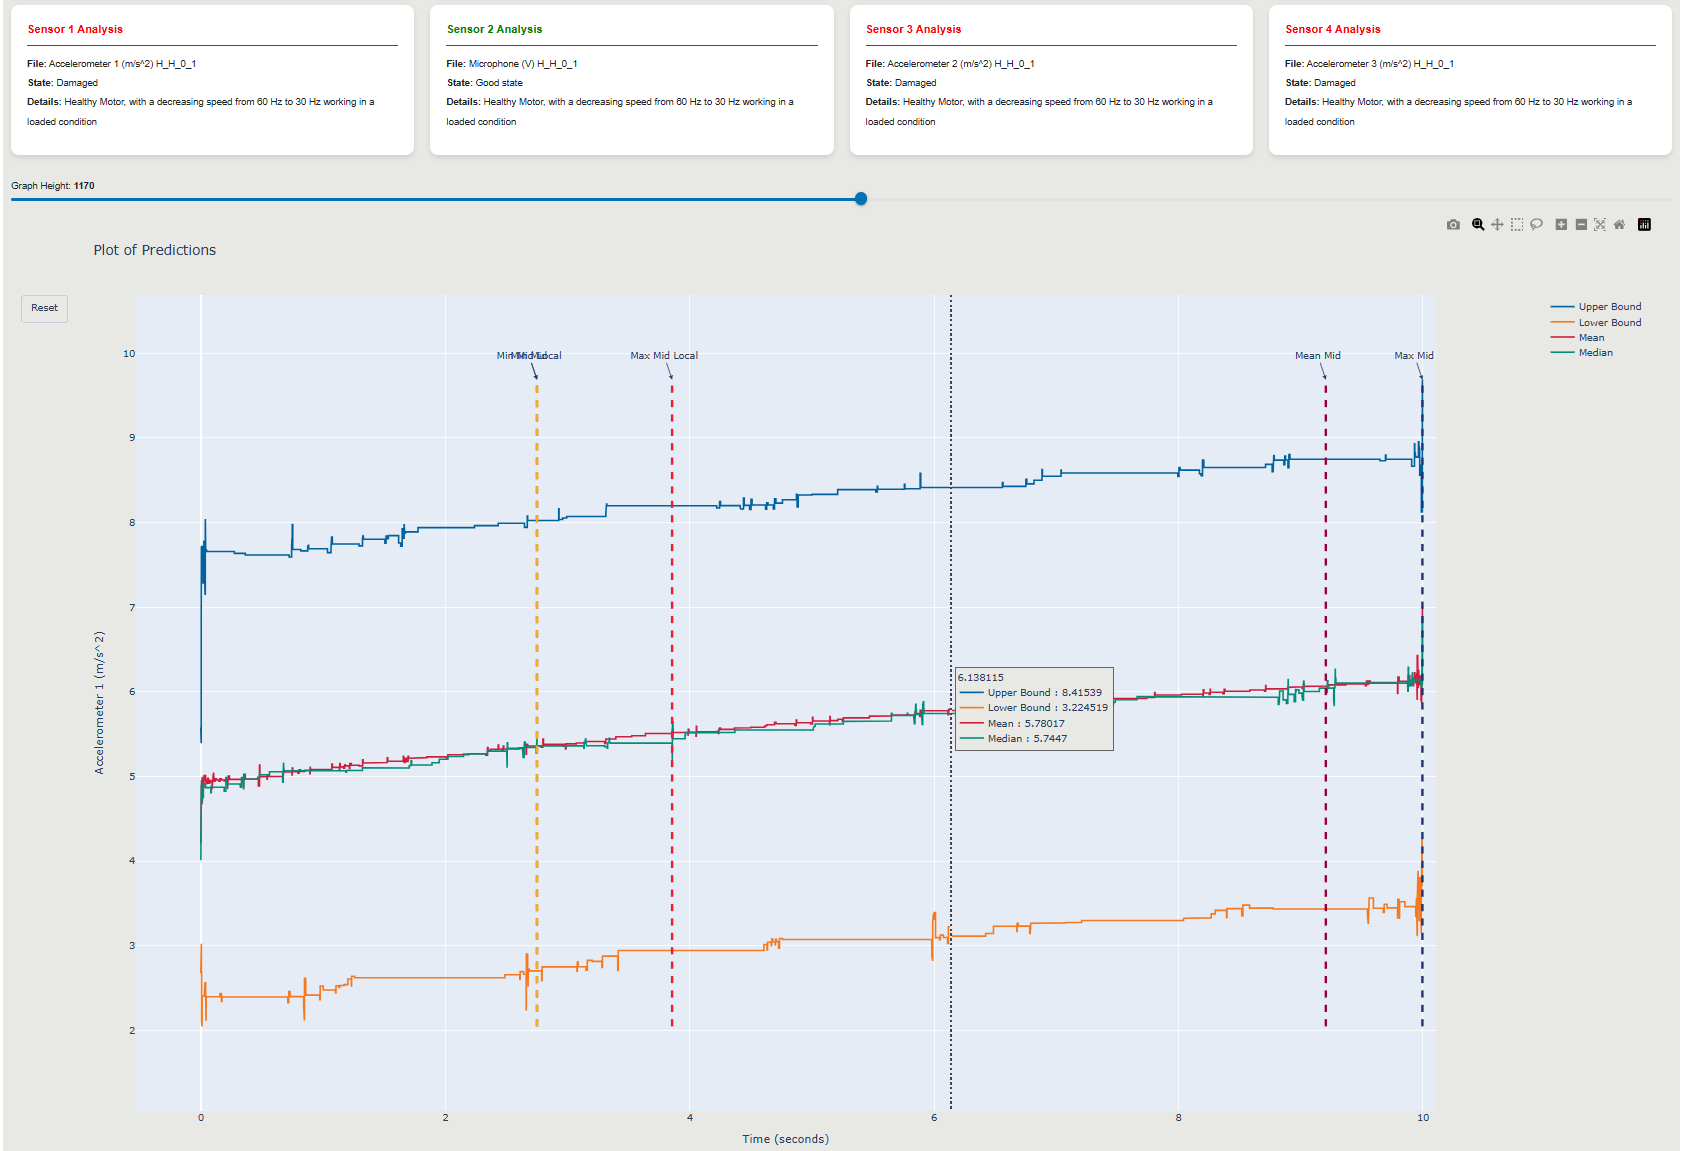 Sensor 1 Analysis
File: Accelerometer 1 (m/s^2) H_H_0_1
State: Damaged
Details: Healthy Motor, with a decreasing speed from 60 Hz to 30 Hz working in a
loaded condition
Sensor 2 Analysis
File: Microphone (V) H_H_0_1
State: Good state
Details: Healthy Motor, with a decreasing speed from 60 Hz to 30 Hz working in a
loaded condition
Sensor 3 Analysis
File: Accelerometer 2 (m/s^2) H_H_0_1
State: Damaged
Details: Healthy Motor, with a decreasing speed from 60 Hz to 30 Hz working in a
loaded condition
Sensor 4 Analysis
File: Accelerometer 3 (m/s^2) H_H_0_1
State: Damaged
Details: Healthy Motor, with a decreasing speed from 60 Hz to 30 Hz working in a
loaded condition
Graph Height: 1170
Plot of Predictions
Reset
Upper Bound
Lower Bound
Mean
Median
Max Mid Local
Mean Mid
Max Mid
10
9
8
7
6
5
4
3
2
Accelerometer 1 (m/s^2)
6.138115
Upper Bound : 8.41539
Lower Bound : 3.224519
Mean : 5.78017
Median : 5.7447
0
2
4
6
8
10
Time (seconds)